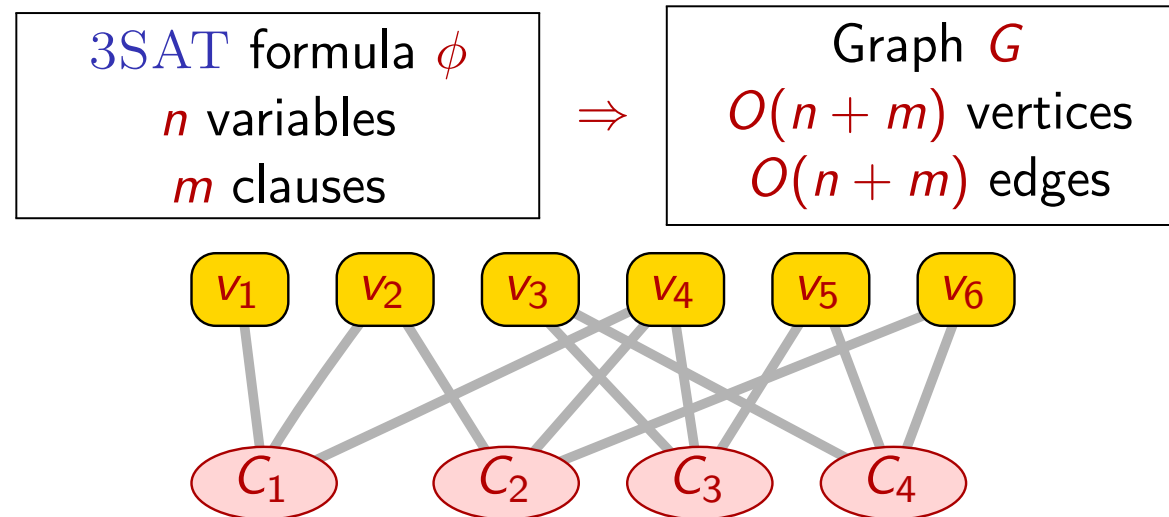 3SAT formula ϕ
n variables
m clauses
⇒
Graph G
O(n + m) vertices
O(n + m) edges
v₁ v₂ v₃ v₄ v₅ v₆
C₁ C₂ C₃ C₄